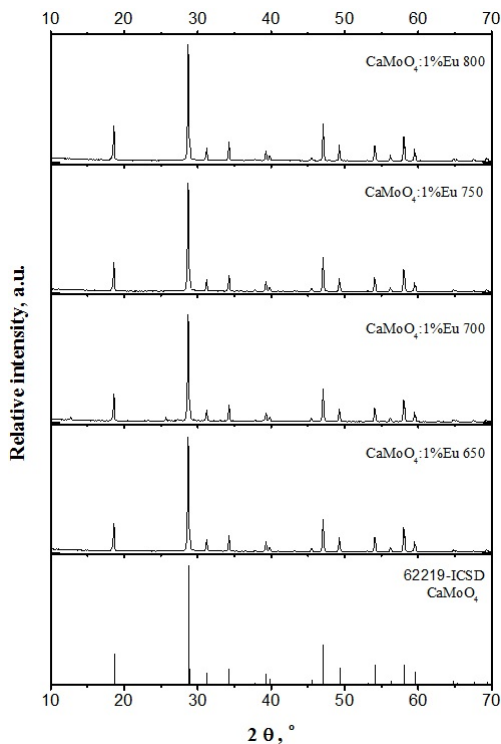 10 20 30 40 50 60 70
CaMoO₄:1%Eu 800
CaMoO₄:1%Eu 750
CaMoO₄:1%Eu 700
CaMoO₄:1%Eu 650
62219-ICSD
CaMoO₄
Relative intensity, a.u.
10 20 30 40 50 60 70
2 θ, °